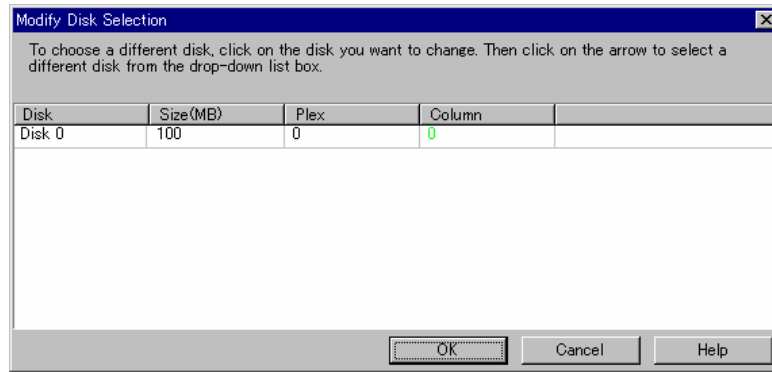 Modify Disk Selection
To choose a different disk, click on the disk you want to change. Then click on the arrow to select a
different disk from the drop-down list box.
Disk Size(MB) Plex Column
Disk 0 100 0 0
OK Cancel Help